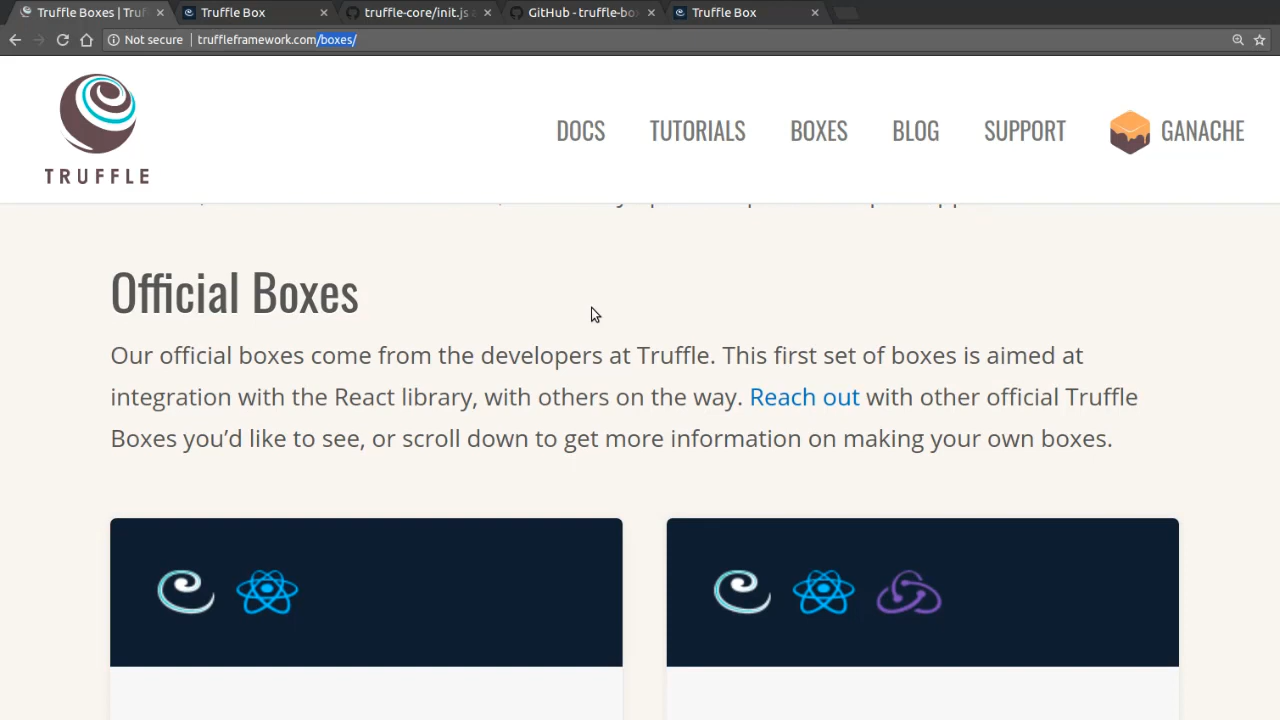 Truffle Boxes | Truf
Truffle Box
truffle-core/init.js a
GitHub - truffle-bo
Truffle Box
Not secure | truffleframework.com/boxes/
TRUFFLE
DOCS
TUTORIALS
BOXES
BLOG
SUPPORT
GANACHE
Official Boxes
Our official boxes come from the developers at Truffle. This first set of boxes is aimed at
integration with the React library, with others on the way. Reach out with other official Truffle
Boxes you’d like to see, or scroll down to get more information on making your own boxes.